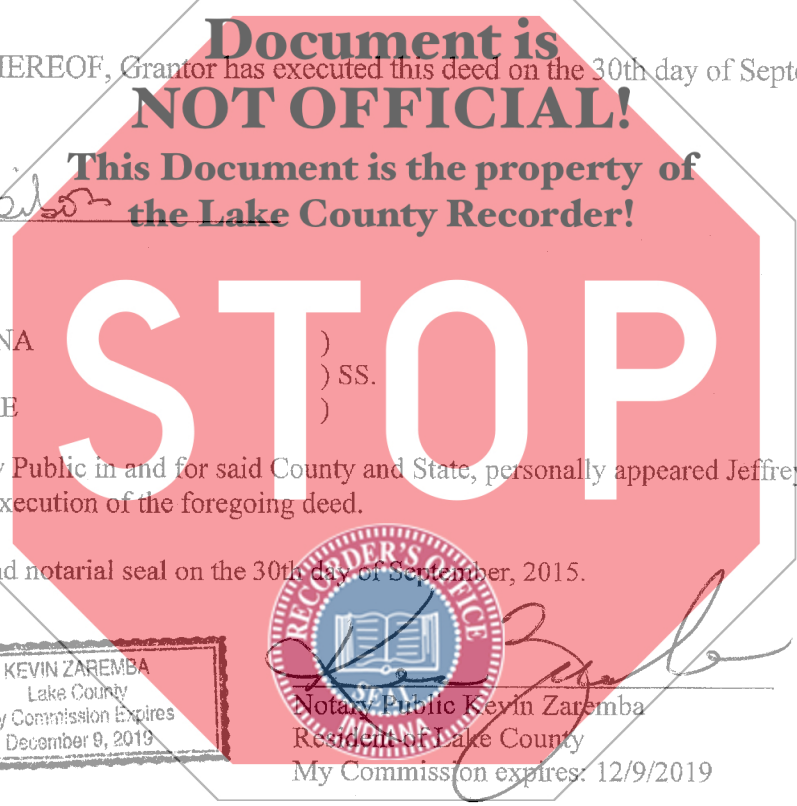 Document is
HEREOF, Grantor has executed this deed on the 30th day of Sept
NOT OFFICIAL!
This Document is the property of
the Lake County Recorder!
STOP
NA )
) SS.
E )
Public in and for said County and State, personally appeared Jeffrey
xecution of the foregoing deed.
nd notarial seal on the 30th day of September, 2015.
RECORDER'S OFFICE
SEAL
INDIANA
KEVIN ZAREMBA
Lake County
y Commission Expires
December 9, 2019
Notary Public Kevin Zaremba
Resident of Lake County
My Commission expires: 12/9/2019